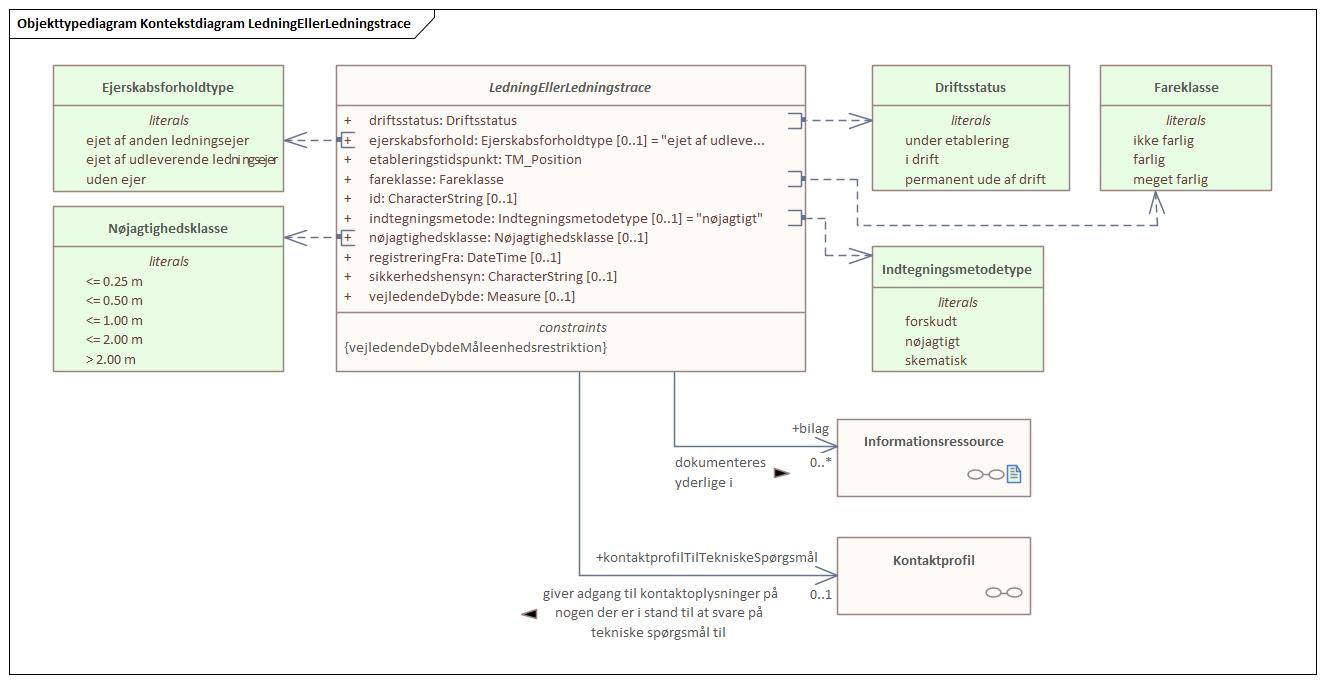 Objekttypediagram Kontekstdiagram LedningEllerLedningstrace
Ejerskabsforholdtype
literals
ejet af anden ledningsejer
ejet af udleverende ledningsejer
uden ejer
Nøjagtighedsklasse
literals
<= 0.25 m
<= 0.50 m
<= 1.00 m
<= 2.00 m
> 2.00 m
LedningEllerLedningstrace
+ driftsstatus: Driftsstatus
+ ejerskabsforhold: Ejerskabsforholdtype [0..1] = "ejet af udleve...
+ etableringstidspunkt: TM_Position
+ fareklasse: Fareklasse
+ id: CharacterString [0..1]
+ indtegningsmetode: Indtegningsmetodetype [0..1] = "nøjagtigt"
+ nøjagtighedsklasse: Nøjagtighedsklasse [0..1]
+ registreringFra: DateTime [0..1]
+ sikkerhedshensyn: CharacterString [0..1]
+ vejledendeDybde: Measure [0..1]
constraints
{vejledendeDybdeMåleenhedsrestriktion}
Driftsstatus
literals
under etablering
i drift
permanent ude af drift
Fareklasse
literals
ikke farlig
farlig
meget farlig
Indtegningsmetodetype
literals
forskudt
nøjagtigt
skematisk
+bilag
0..*
dokumenteres
yderlige i
Informationsressource
+kontaktprofilTilTekniskeSpørgsmål
0..1
giver adgang til kontaktoplysninger på
nogen der er i stand til at svare på
tekniske spørgsmål til
Kontaktprofil